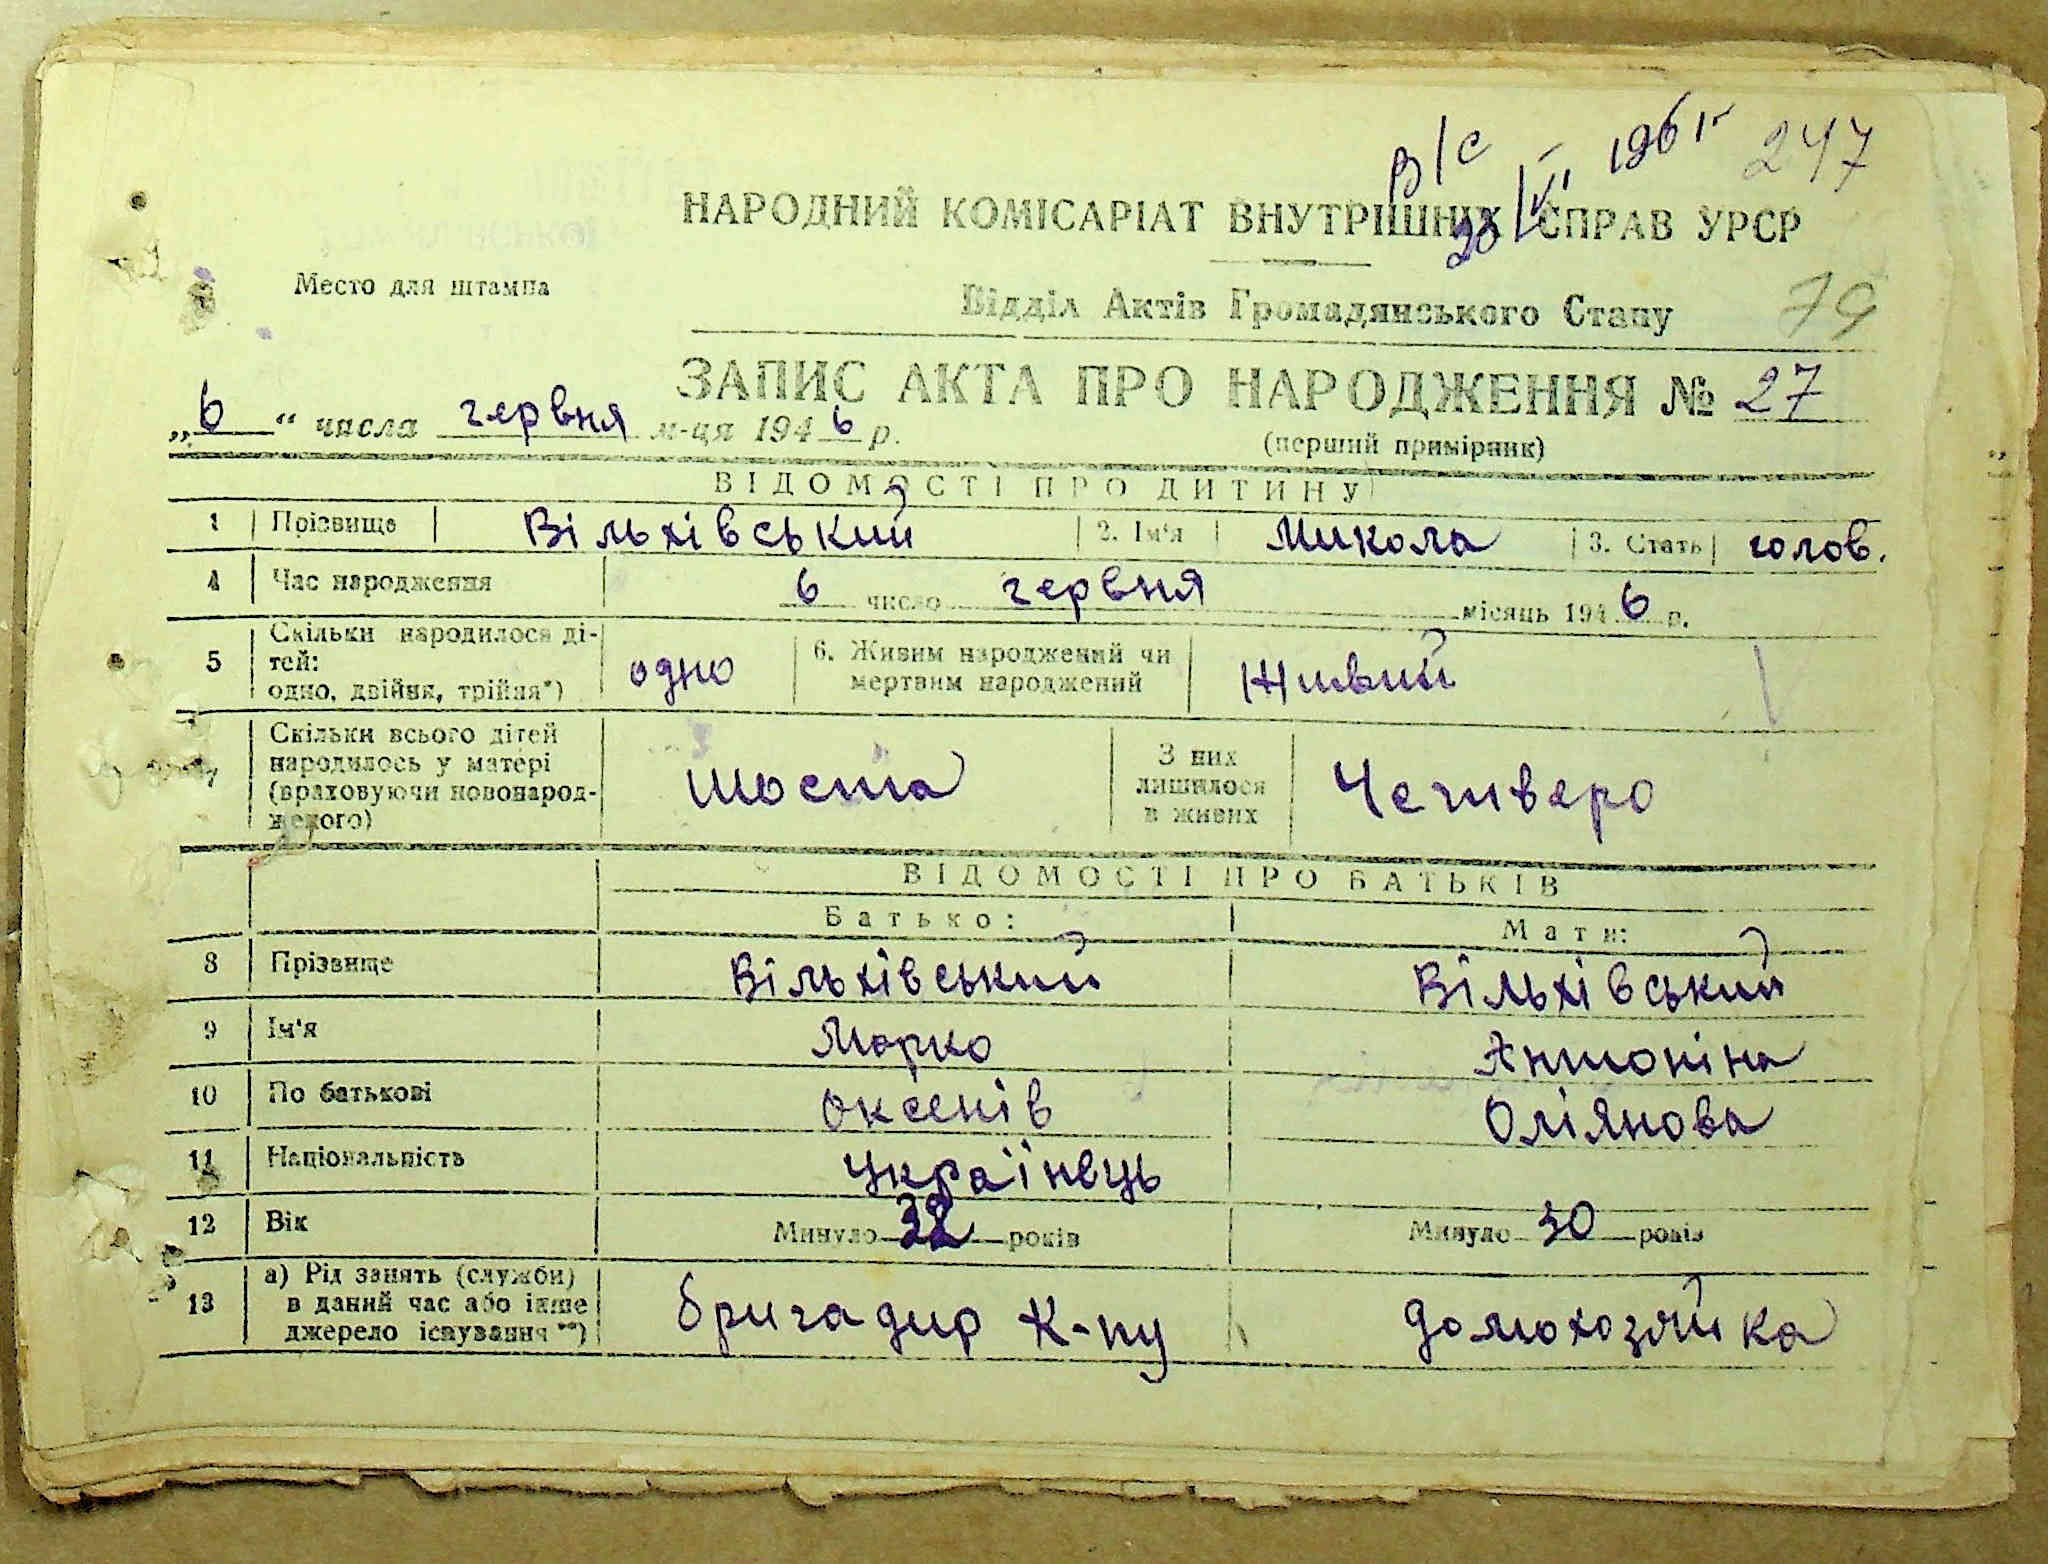 В/С 30/VI - 1961г 247
НАРОДНИЙ КОМІСАРІАТ ВНУТРІШНІХ СПРАВ УРСР
Место для штампа
Відділ Актів Громадянського Стану 79
ЗАПИС АКТА ПРО НАРОДЖЕННЯ № 27
„6“ числа червня м-ця 1946 р.
(перший примірник)
ВІДОМОСТІ ПРО ДИТИНУ
1 Прізвище Вільхівський 2. Ім'я Микола 3. Стать голов.
4 Час народження 6 число червня місяць 1946 р.
5 Скільки народилося ді-
тей:
одно, двійня, трійня*) одно
6. Живим народжений чи
мертвим народжений Живий
7 Скільки всього дітей
народилось у матері
(враховуючи новонарод-
женого) шоста
З них
лишилося
в живих Четверо
ВІДОМОСТІ ПРО БАТЬКІВ
Батько: Мати:
8 Прізвище Вільхівський Вільхівський
9 Ім'я Марко Антоніна
10 По батькові Оксенів Оліянова
11 Національність Українець
12 Вік Минуло 32 років Минуло 30 років
13 а) Рід занять (служби)
в даний час або інше
джерело існування**) бригадир К-пу домохозяйка